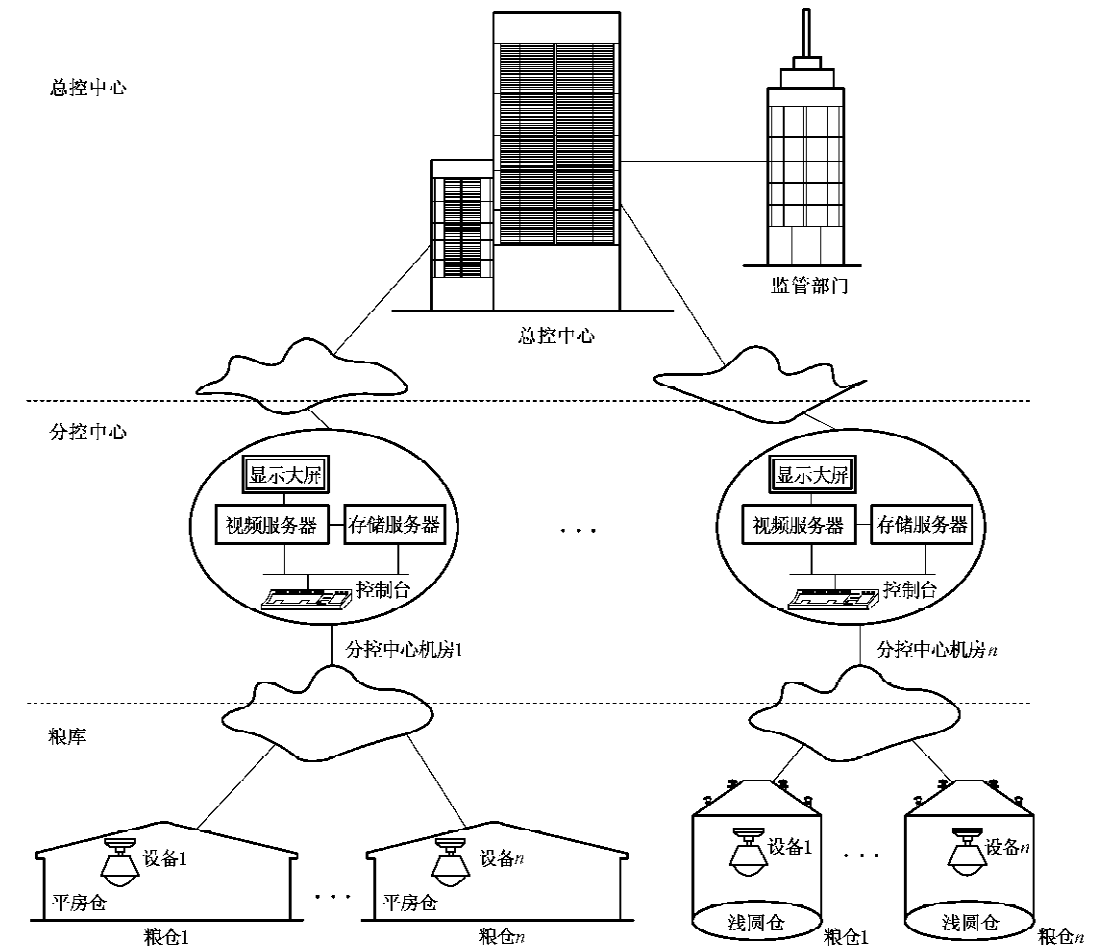 总控中心
监管部门
总控中心
分控中心
显示大屏
显示大屏
视频服务器
存储服务器
...
视频服务器
存储服务器
控制台
控制台
分控中心机房1
分控中心机房n
粮库
设备1
设备n
设备1
...
设备n
平房仓
...
平房仓
浅圆仓
浅圆仓
粮仓1
粮仓n
粮仓1
粮仓n